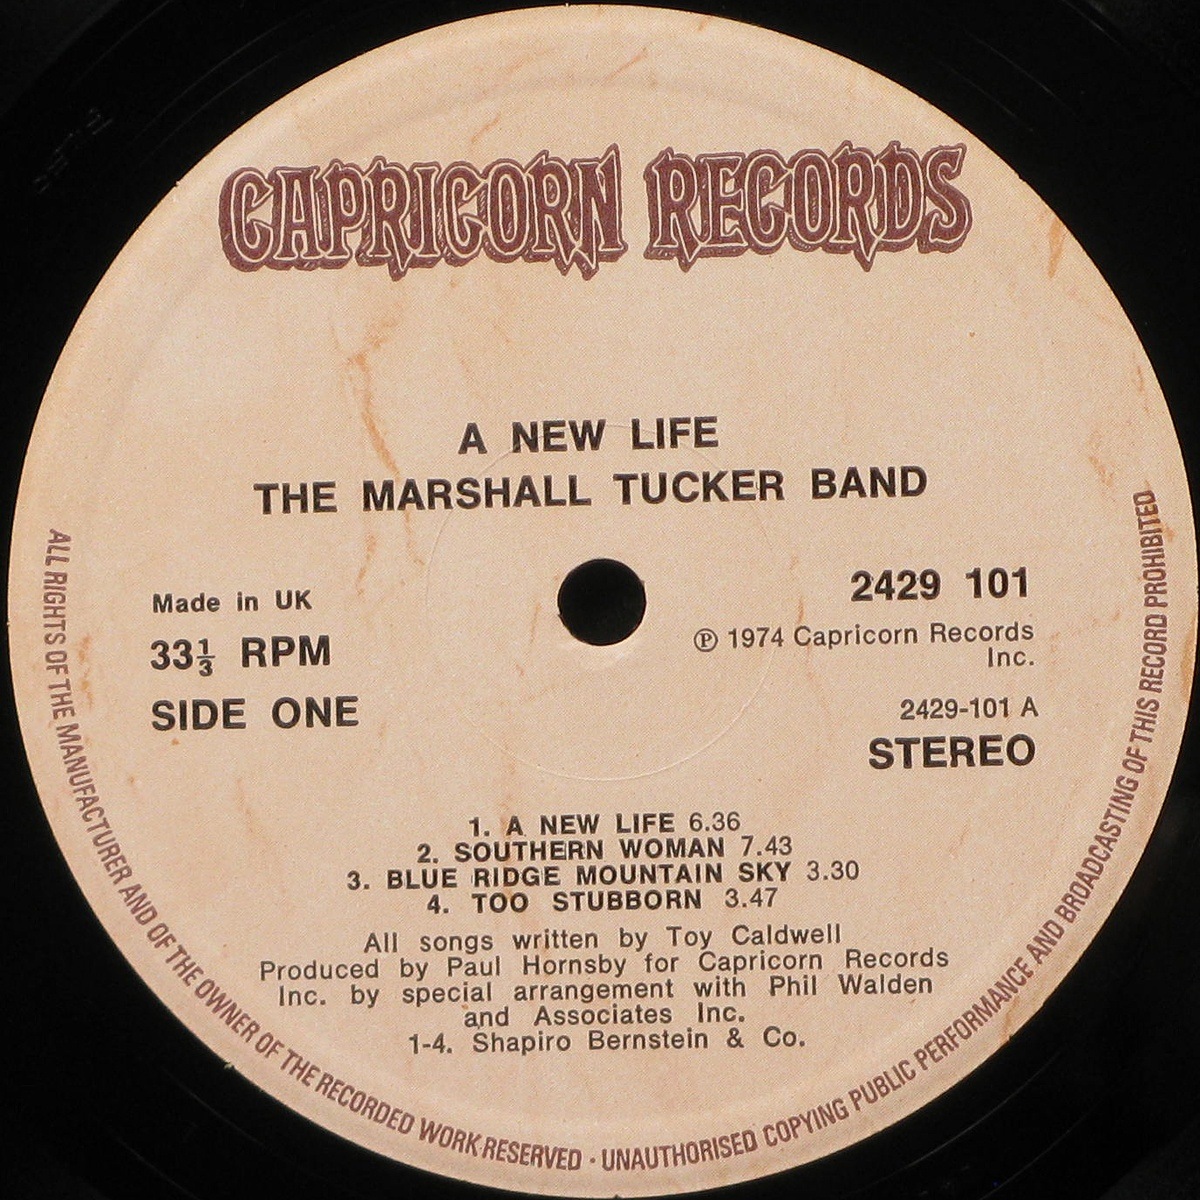 CAPRICORN RECORDS
A NEW LIFE
THE MARSHALL TUCKER BAND
Made in UK
33⅓ RPM
SIDE ONE
2429 101
℗ 1974 Capricorn Records
Inc.
2429-101 A
STEREO
1. A NEW LIFE 6.36
2. SOUTHERN WOMAN 7.43
3. BLUE RIDGE MOUNTAIN SKY 3.30
4. TOO STUBBORN 3.47
All songs written by Toy Caldwell
Produced by Paul Hornsby for Capricorn Records
Inc. by special arrangement with Phil Walden
and Associates Inc.
1-4. Shapiro Bernstein & Co.
ALL RIGHTS OF THE MANUFACTURER AND OF THE OWNER OF THE RECORDED WORK RESERVED · UNAUTHORISED COPYING PUBLIC PERFORMANCE AND BROADCASTING OF THIS RECORD PROHIBITED